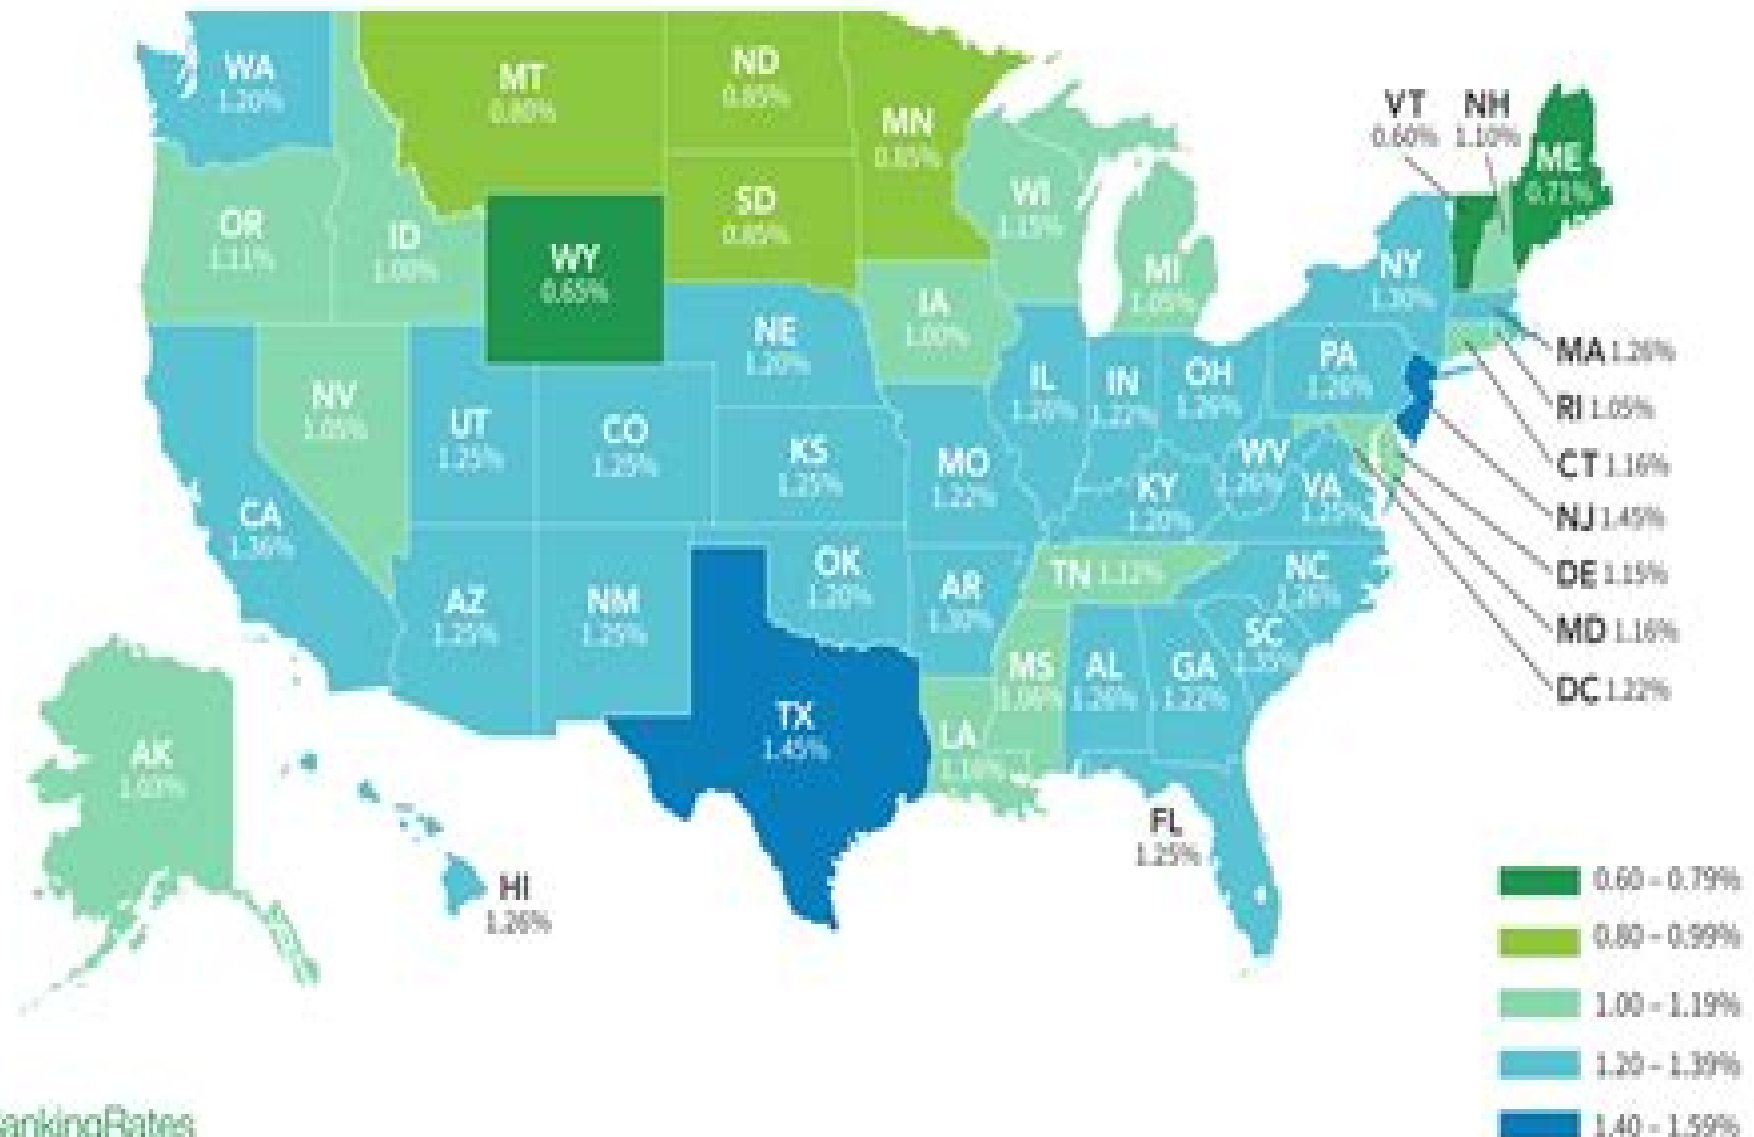 WA
1.20%
MT
0.80%
ND
0.85%
MN
0.85%
VT
0.60%
NH
1.10%
ME
0.71%
OR
1.11%
ID
1.00%
WY
0.65%
SD
0.85%
WI
1.15%
MI
1.05%
NY
1.30%
NE
1.20%
IA
1.00%
NV
1.05%
UT
1.25%
CO
1.25%
KS
1.25%
MO
1.22%
IL
1.26%
IN
1.22%
OH
1.26%
PA
1.26%
WV
1.26%
VA
1.25%
KY
1.20%
MA 1.26%
RI 1.05%
CT 1.16%
NJ 1.45%
DE 1.15%
MD 1.16%
DC 1.22%
CA
1.36%
AZ
1.25%
NM
1.25%
OK
1.20%
AR
1.30%
TN 1.12%
NC
1.26%
SC
1.35%
MS
1.06%
AL
1.26%
GA
1.22%
TX
1.45%
LA
AK
1.03%
HI
1.26%
FL
1.25%
0.60 – 0.79%
0.80 – 0.99%
1.00 – 1.19%
1.20 – 1.39%
1.40 – 1.59%
ankingRates